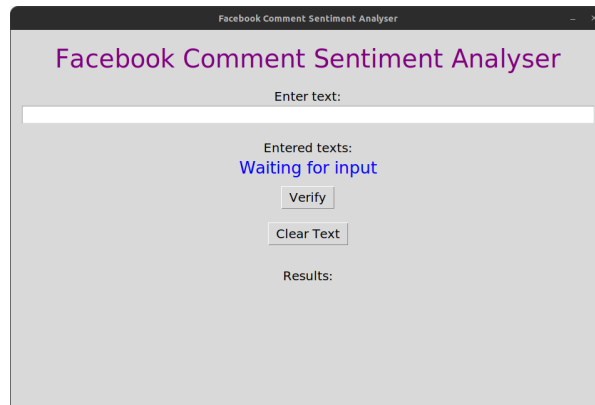 Facebook Comment Sentiment Analyser
Facebook Comment Sentiment Analyser
Enter text:
Entered texts:
Waiting for input
Verify
Clear Text
Results: